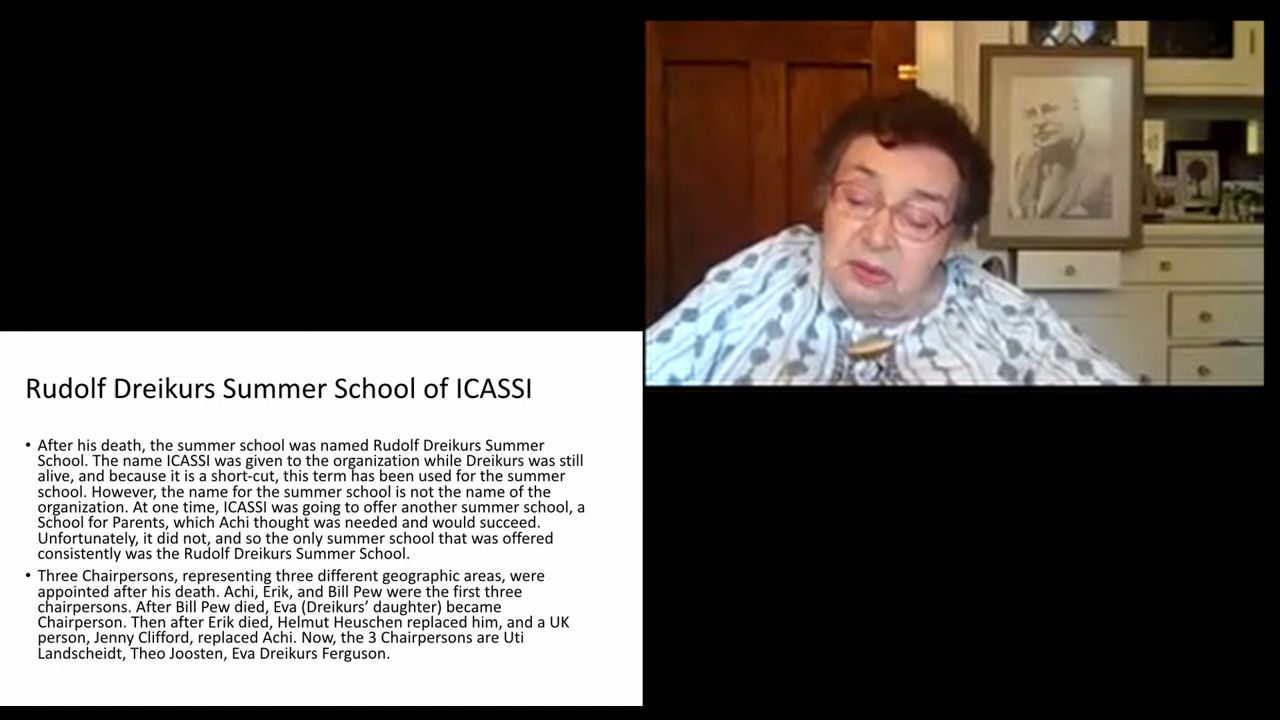 Rudolf Dreikurs Summer School of ICASSI
• After his death, the summer school was named Rudolf Dreikurs Summer
School. The name ICASSI was given to the organization while Dreikurs was still
alive, and because it is a short-cut, this term has been used for the summer
school. However, the name for the summer school is not the name of the
organization. At one time, ICASSI was going to offer another summer school, a
School for Parents, which Achi thought was needed and would succeed.
Unfortunately, it did not, and so the only summer school that was offered
consistently was the Rudolf Dreikurs Summer School.
• Three Chairpersons, representing three different geographic areas, were
appointed after his death. Achi, Erik, and Bill Pew were the first three
chairpersons. After Bill Pew died, Eva (Dreikurs’ daughter) became
Chairperson. Then after Erik died, Helmut Heuschen replaced him, and a UK
person, Jenny Clifford, replaced Achi. Now, the 3 Chairpersons are Uti
Landscheidt, Theo Joosten, Eva Dreikurs Ferguson.